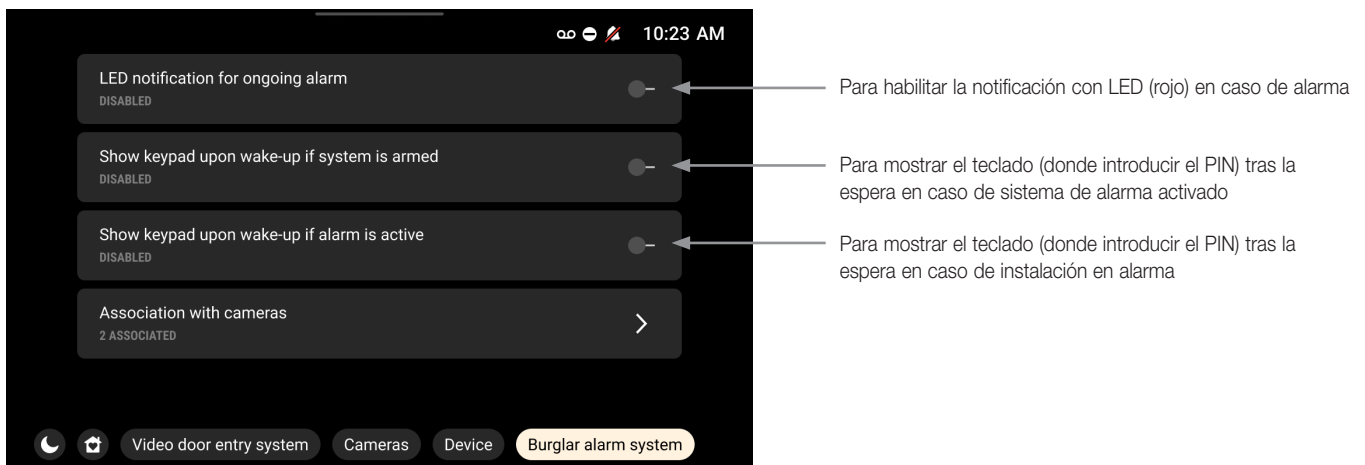 10:23 AM
LED notification for ongoing alarm
DISABLED
Para habilitar la notificación con LED (rojo) en caso de alarma
Show keypad upon wake-up if system is armed
DISABLED
Para mostrar el teclado (donde introducir el PIN) tras la
espera en caso de sistema de alarma activado
Show keypad upon wake-up if alarm is active
DISABLED
Para mostrar el teclado (donde introducir el PIN) tras la
espera en caso de instalación en alarma
Association with cameras
2 ASSOCIATED
Video door entry system Cameras Device Burglar alarm system